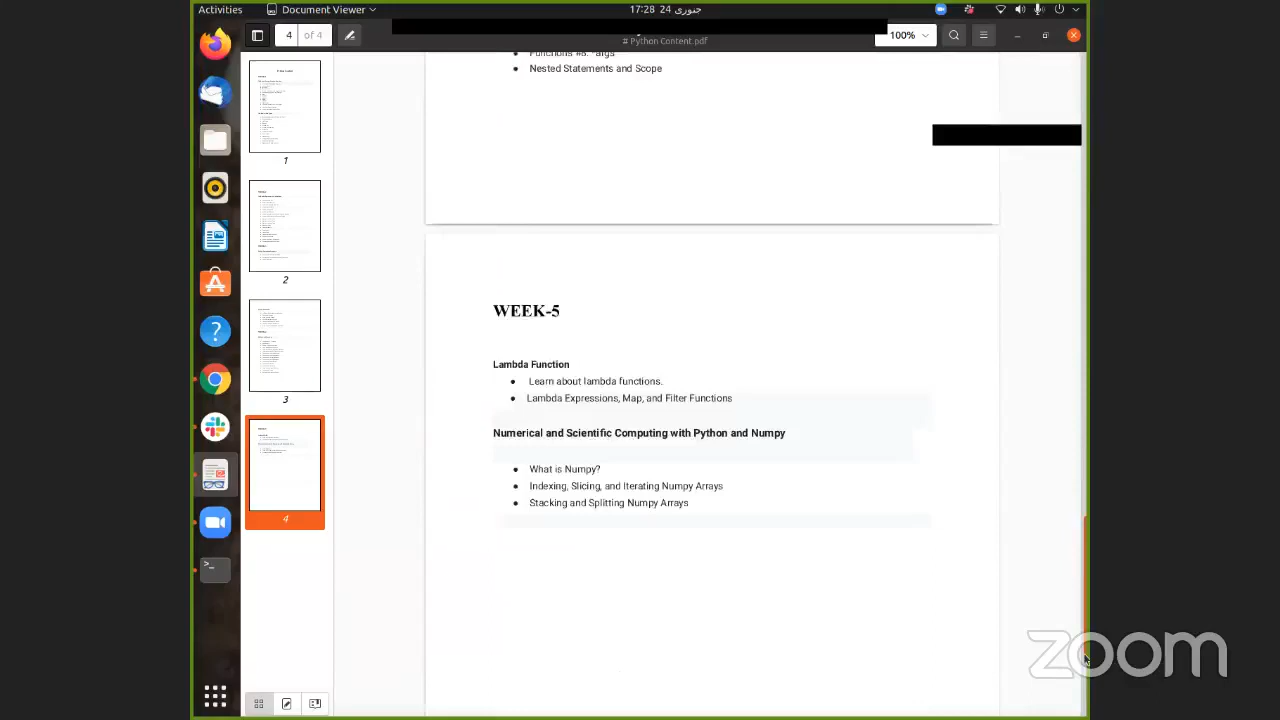 Activities
Document Viewer
17:28 24 جنوری
4 of 4
# Python Content.pdf
100%
Functions #6: *args
Nested Statements and Scope
1
2
3
4
WEEK-5
Lambda Function
Learn about lambda functions.
Lambda Expressions, Map, and Filter Functions
Numerical and Scientific Computing with Python and Numpy
What is Numpy?
Indexing, Slicing, and Iterating Numpy Arrays
Stacking and Splitting Numpy Arrays
zoom